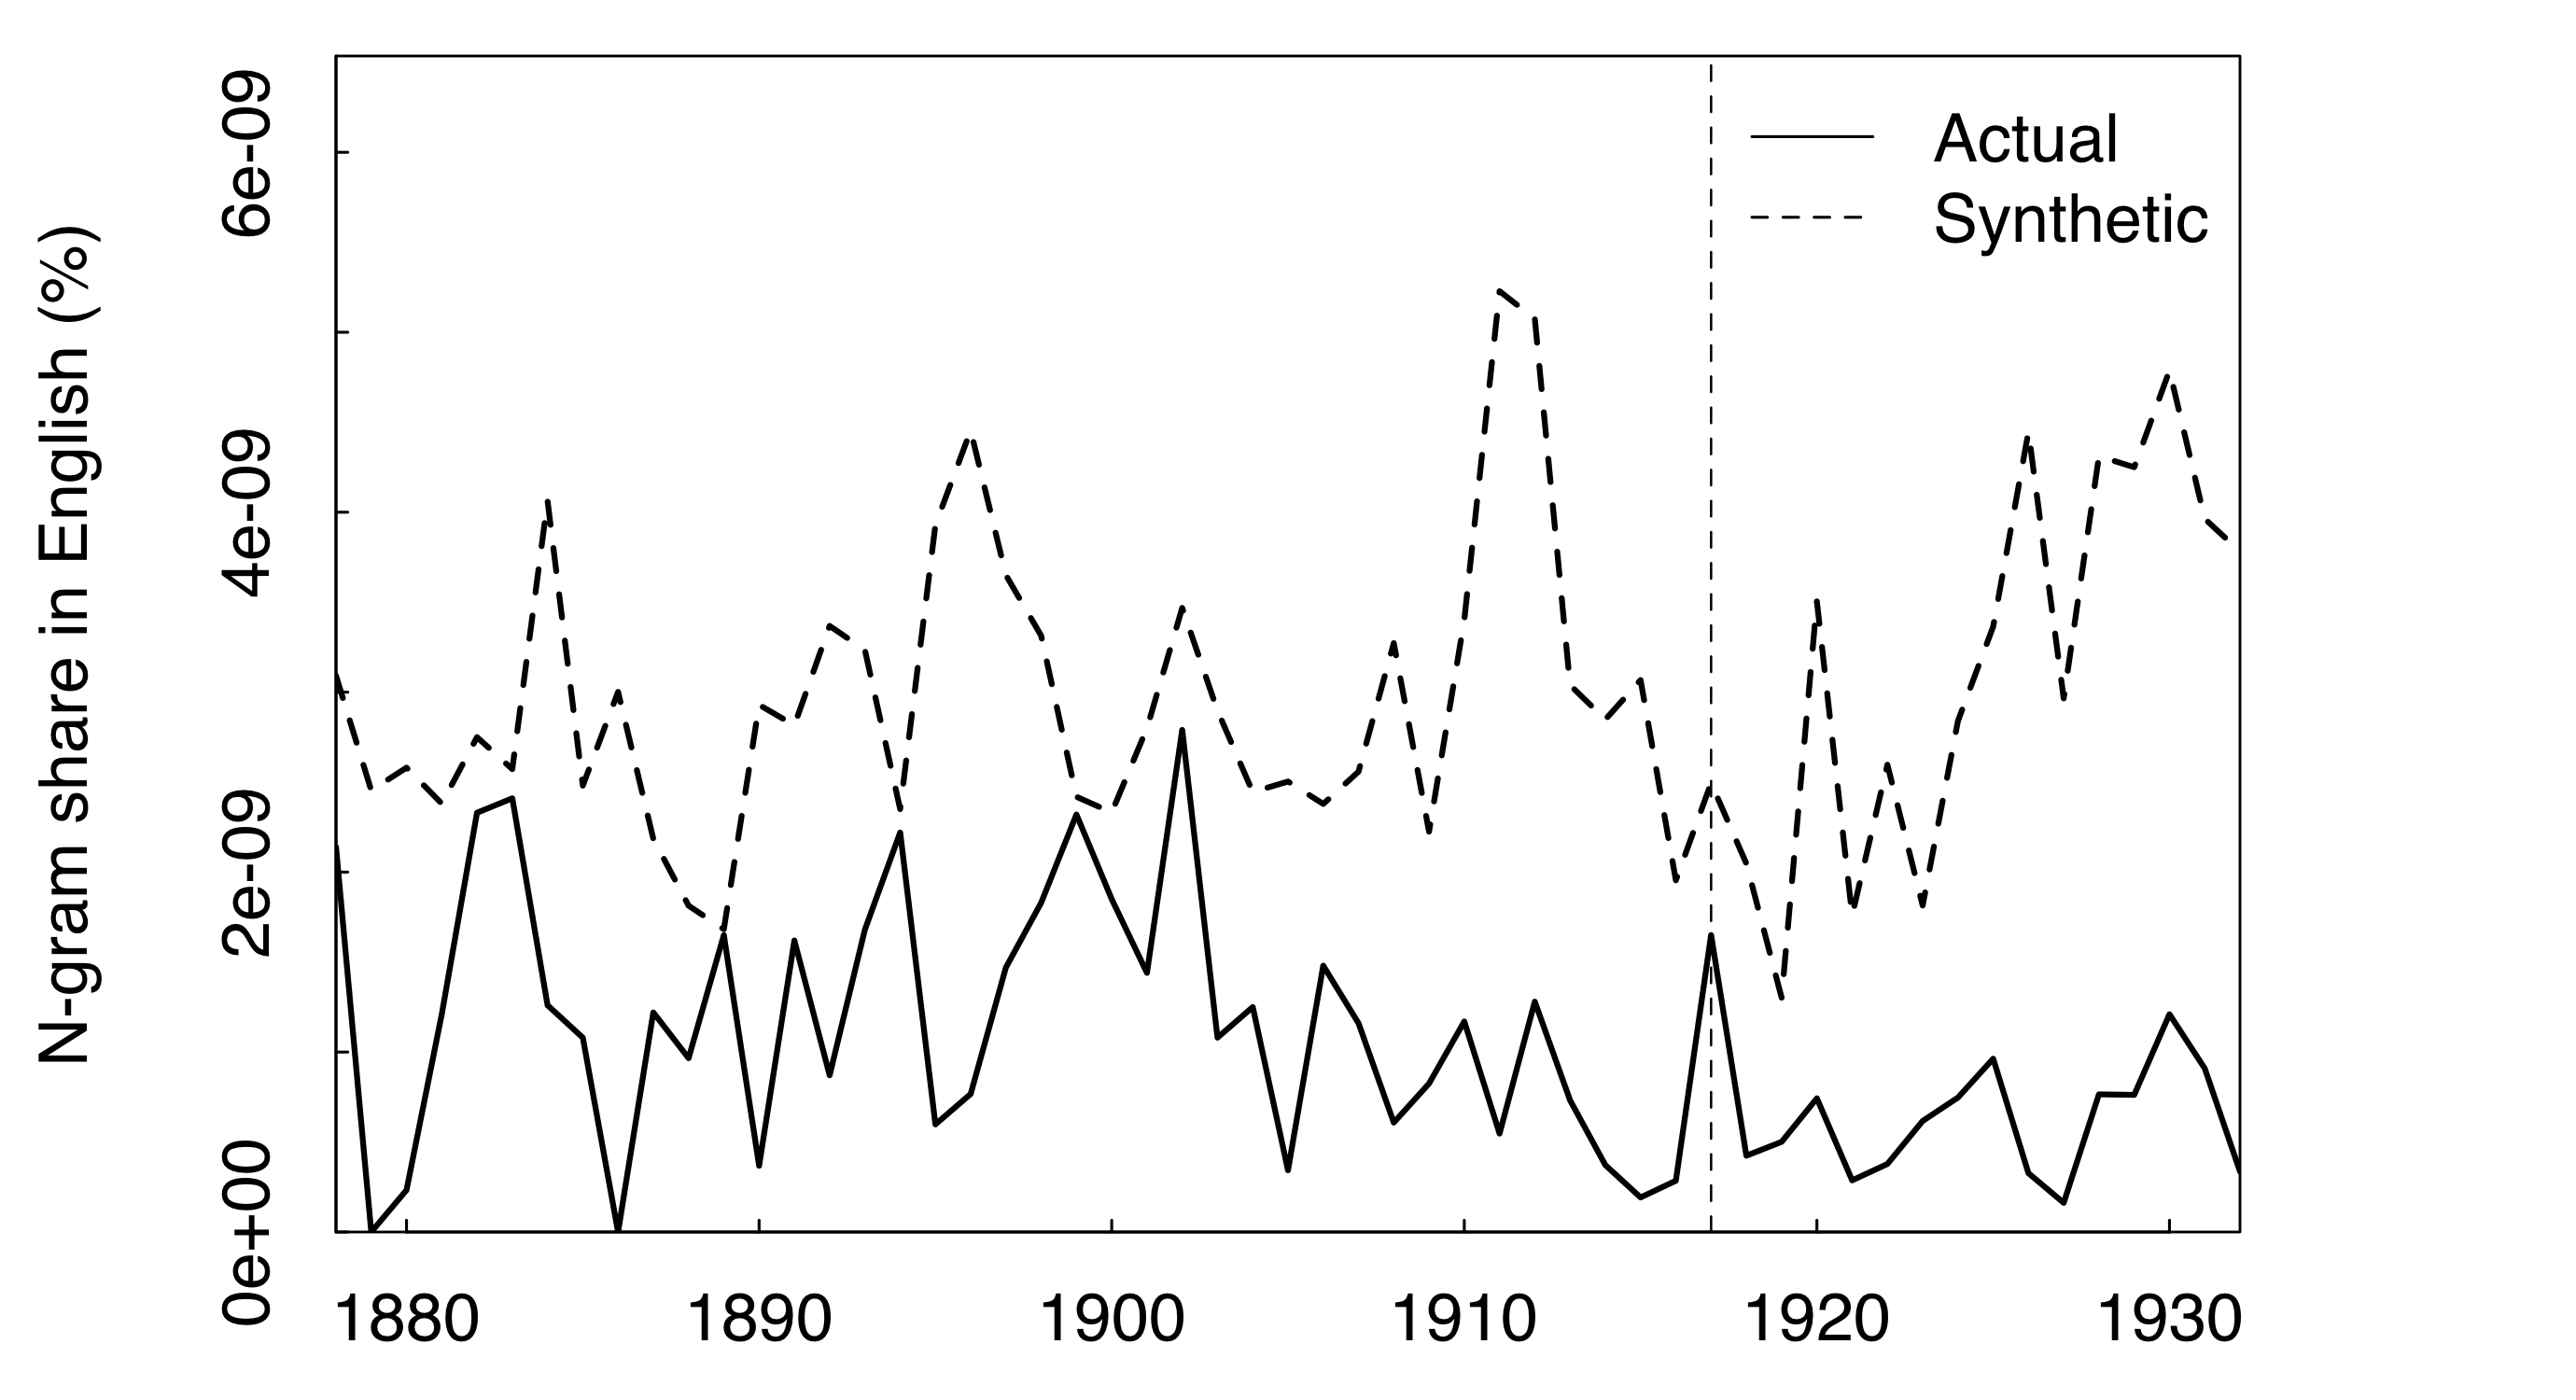 N-gram share in English (%)
6e-09
4e-09
2e-09
0e+00
Actual
Synthetic
1880 1890 1900 1910 1920 1930